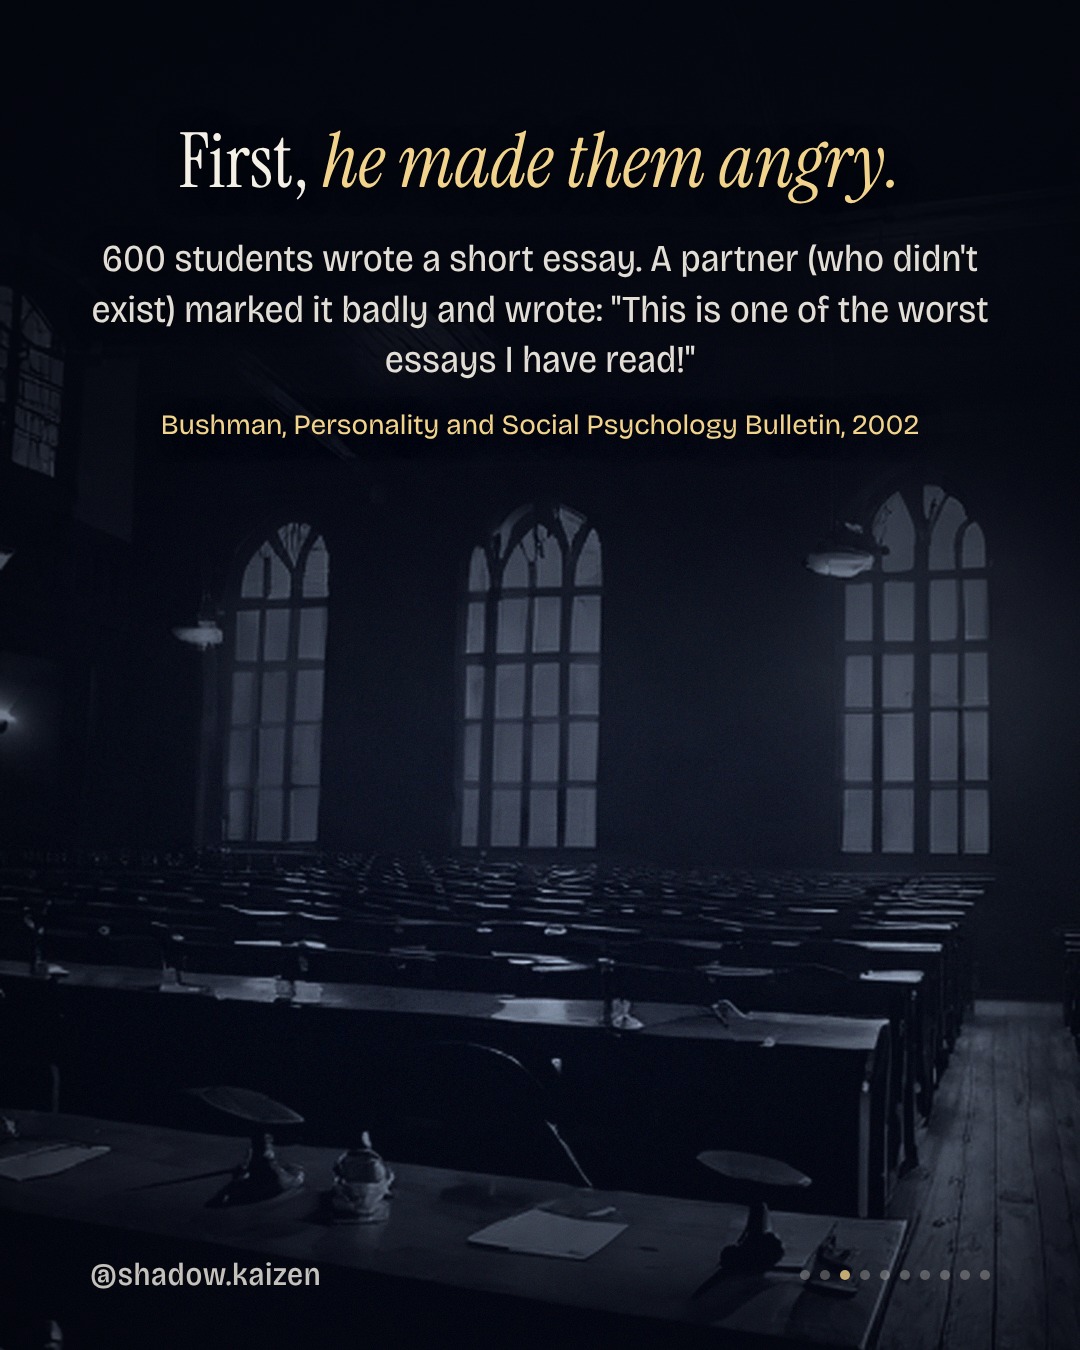 First, he made them angry.
600 students wrote a short essay. A partner (who didn't
exist) marked it badly and wrote: "This is one of the worst
essays I have read!"
Bushman, Personality and Social Psychology Bulletin, 2002
@shadow.kaizen